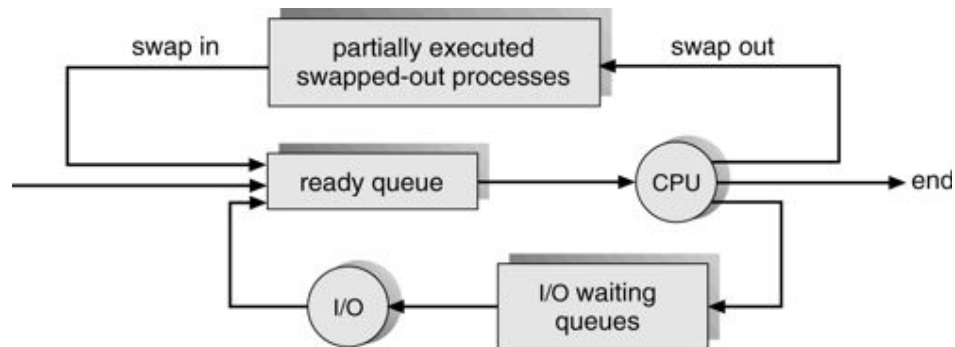 swap in
partially executed
swapped-out processes
swap out
ready queue
CPU
end
I/O
I/O waiting
queues